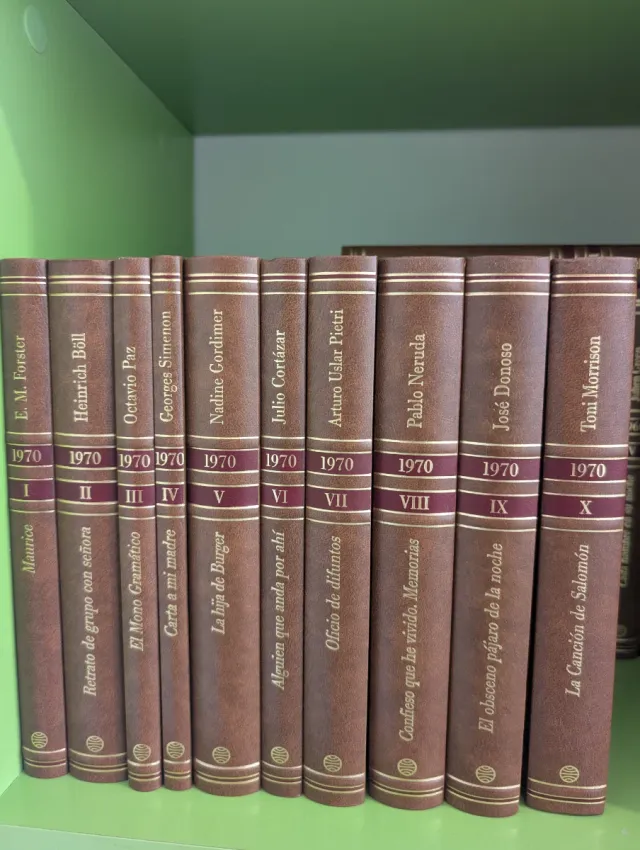 E. M. Forster
1970
I
Maurice
Heinrich Böll
1970
II
Retrato de grupo con señora
Octavio Paz
1970
III
El Mono Gramático
Georges Simenon
1970
IV
Carta a mi madre
Nadine Gordimer
1970
V
La hija de Burger
Julio Cortázar
1970
VI
Alguien que anda por ahí
Arturo Uslar Pietri
1970
VII
Oficio de difuntos
Pablo Neruda
1970
VIII
Confieso que he vivido. Memorias
José Donoso
1970
IX
El obsceno pájaro de la noche
Toni Morrison
1970
X
La Canción de Salomón